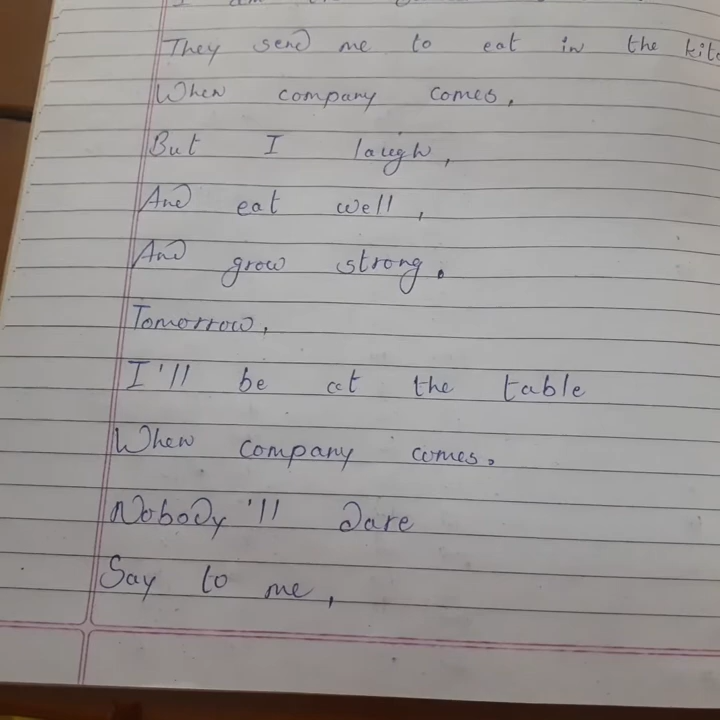 They send me to eat in the
When company comes,
But I laugh,
And eat well,
And grow strong.
Tomorrow,
I'll be at the table
When company comes.
Nobody'll dare
Say to me,